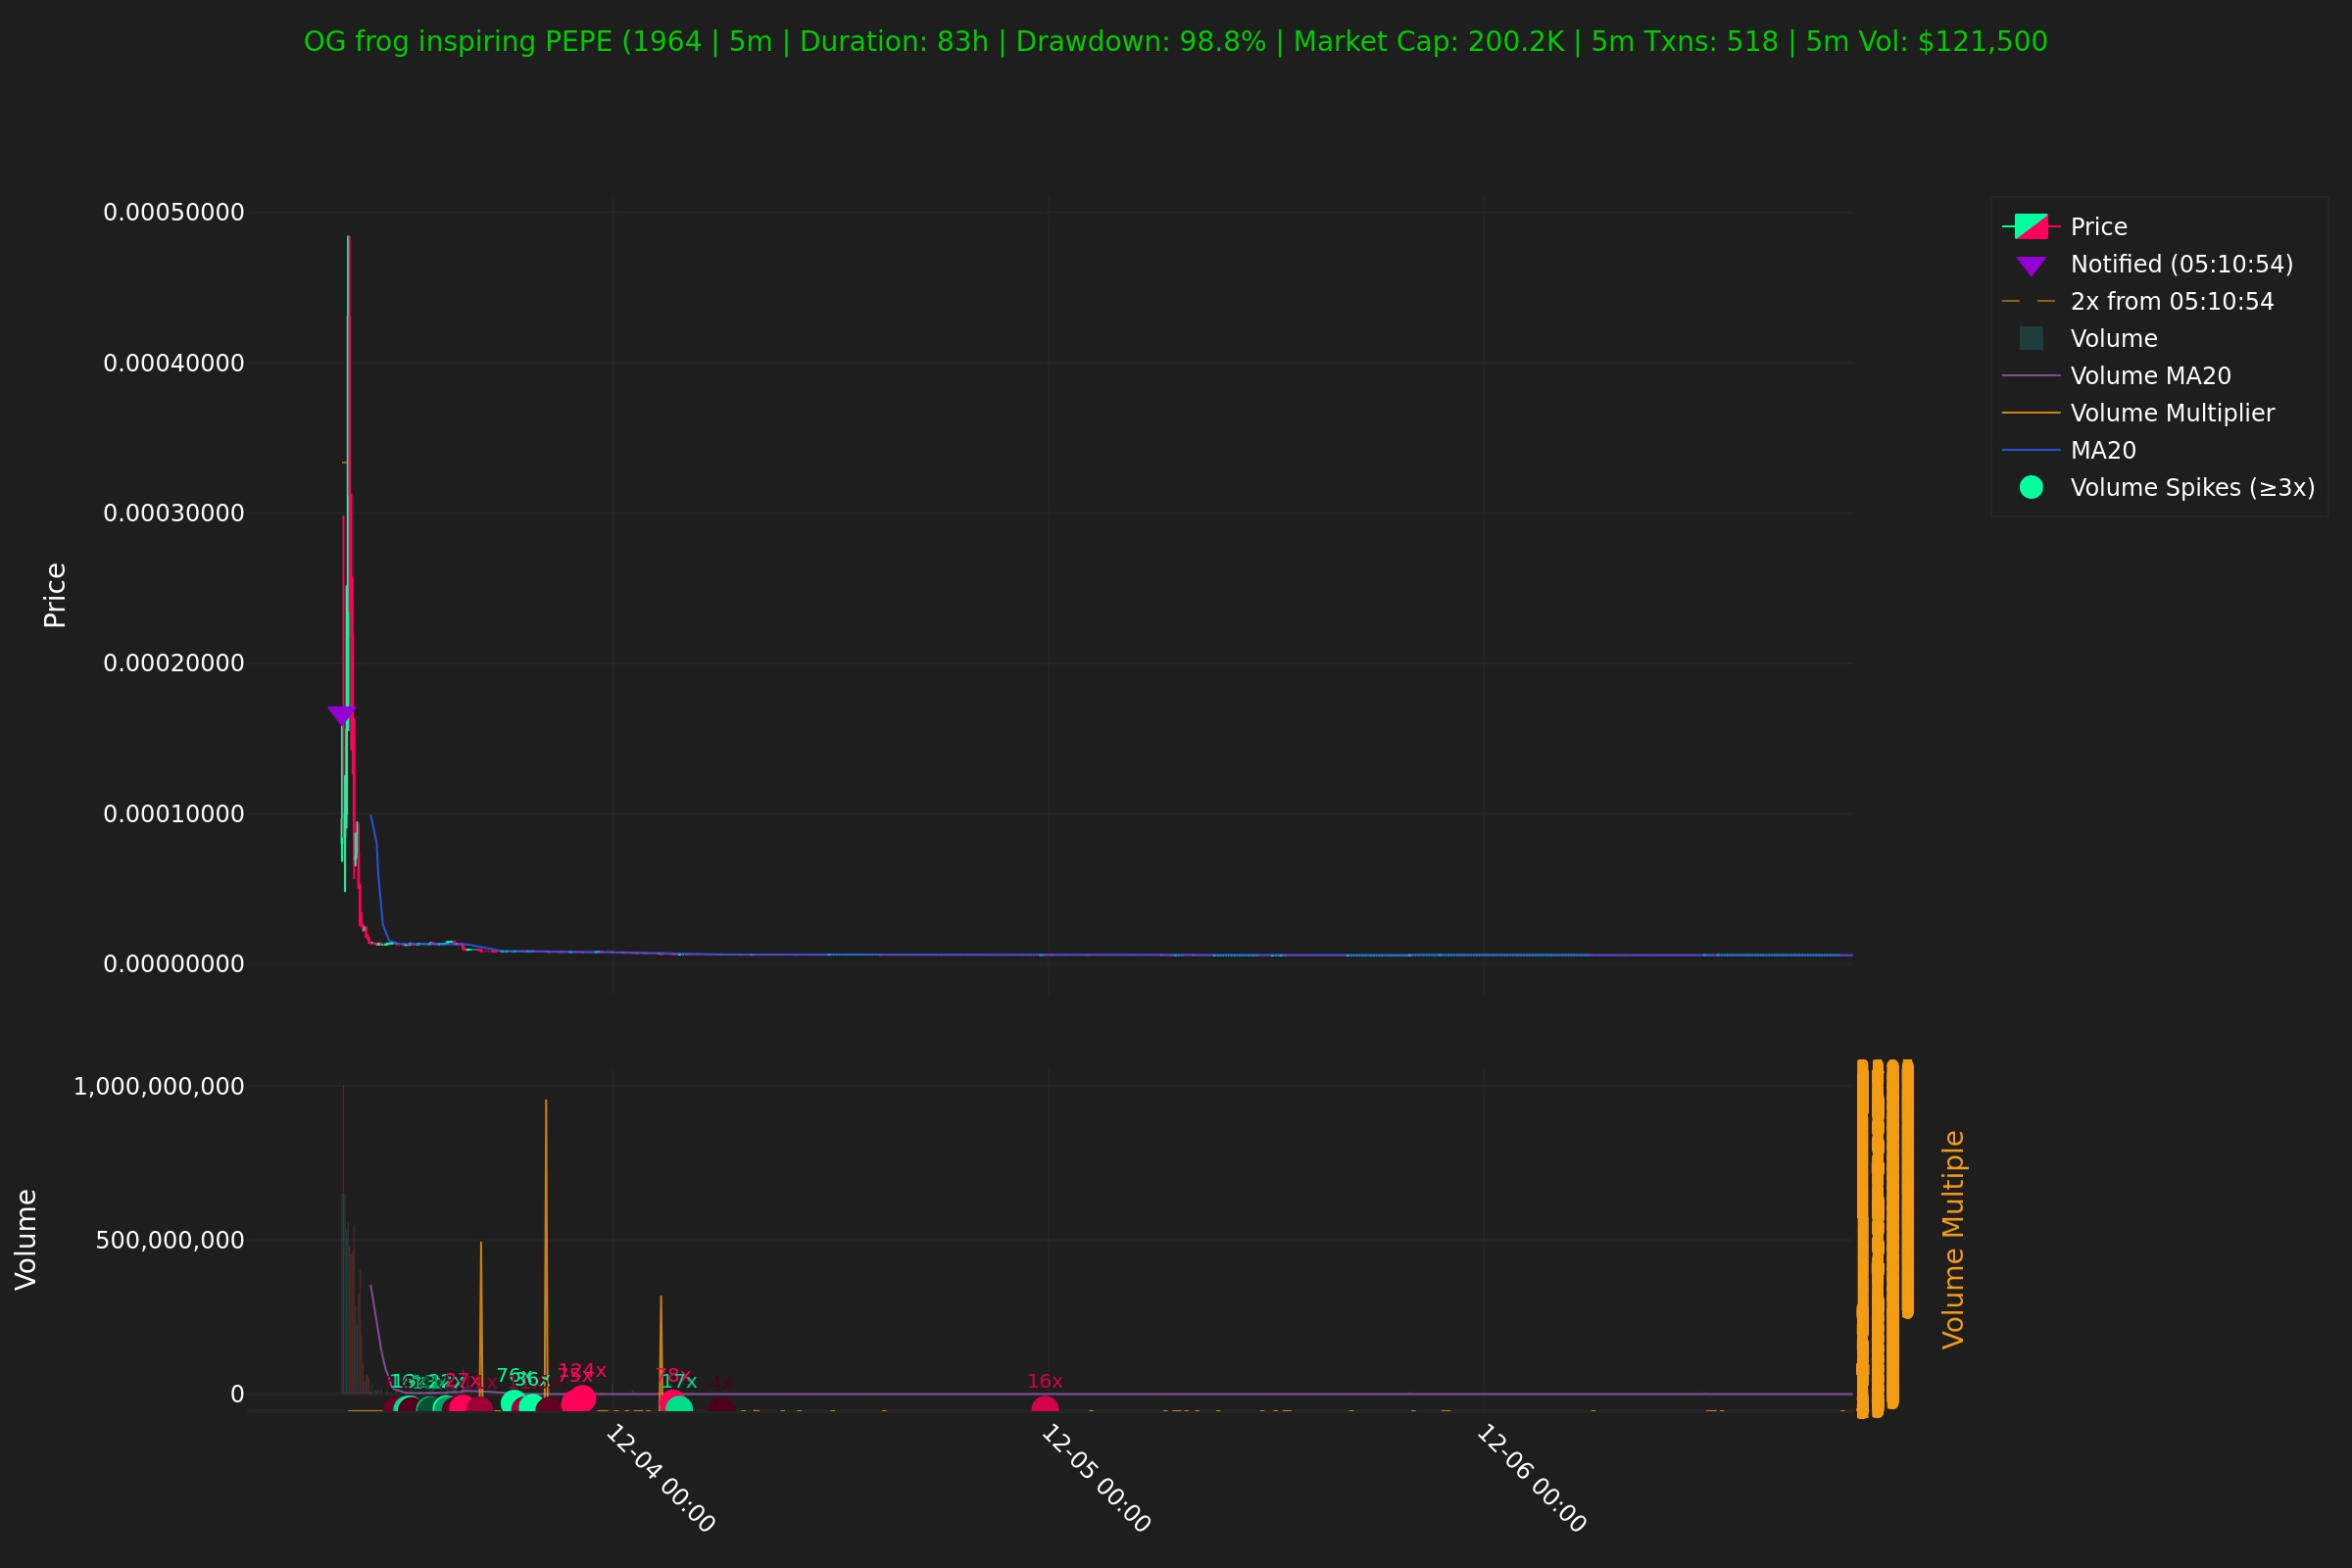 OG frog inspiring PEPE (1964 | 5m | Duration: 83h | Drawdown: 98.8% | Market Cap: 200.2K | 5m Txns: 518 | 5m Vol: $121,500
0.00050000
0.00040000
0.00030000
0.00020000
0.00010000
0.00000000
Price
Price
Notified (05:10:54)
2x from 05:10:54
Volume
Volume MA20
Volume Multiplier
MA20
Volume Spikes (≥3x)
1,000,000,000
500,000,000
0
Volume
27x
76x
36x
75x
124x
78x
17x
4x
16x
Volume Multiple
12-04 00:00
12-05 00:00
12-06 00:00